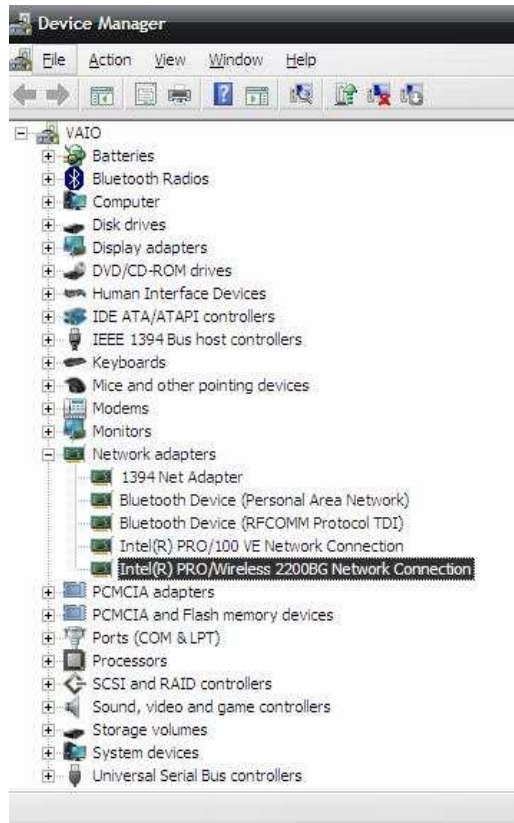 Device Manager
File Action View Window Help
VAIO
Batteries
Bluetooth Radios
Computer
Disk drives
Display adapters
DVD/CD-ROM drives
Human Interface Devices
IDE ATA/ATAPI controllers
IEEE 1394 Bus host controllers
Keyboards
Mice and other pointing devices
Modems
Monitors
Network adapters
1394 Net Adapter
Bluetooth Device (Personal Area Network)
Bluetooth Device (RFCOMM Protocol TDI)
Intel(R) PRO/100 VE Network Connection
Intel(R) PRO/Wireless 2200BG Network Connection
PCMCIA adapters
PCMCIA and Flash memory devices
Ports (COM & LPT)
Processors
SCSI and RAID controllers
Sound, video and game controllers
Storage volumes
System devices
Universal Serial Bus controllers